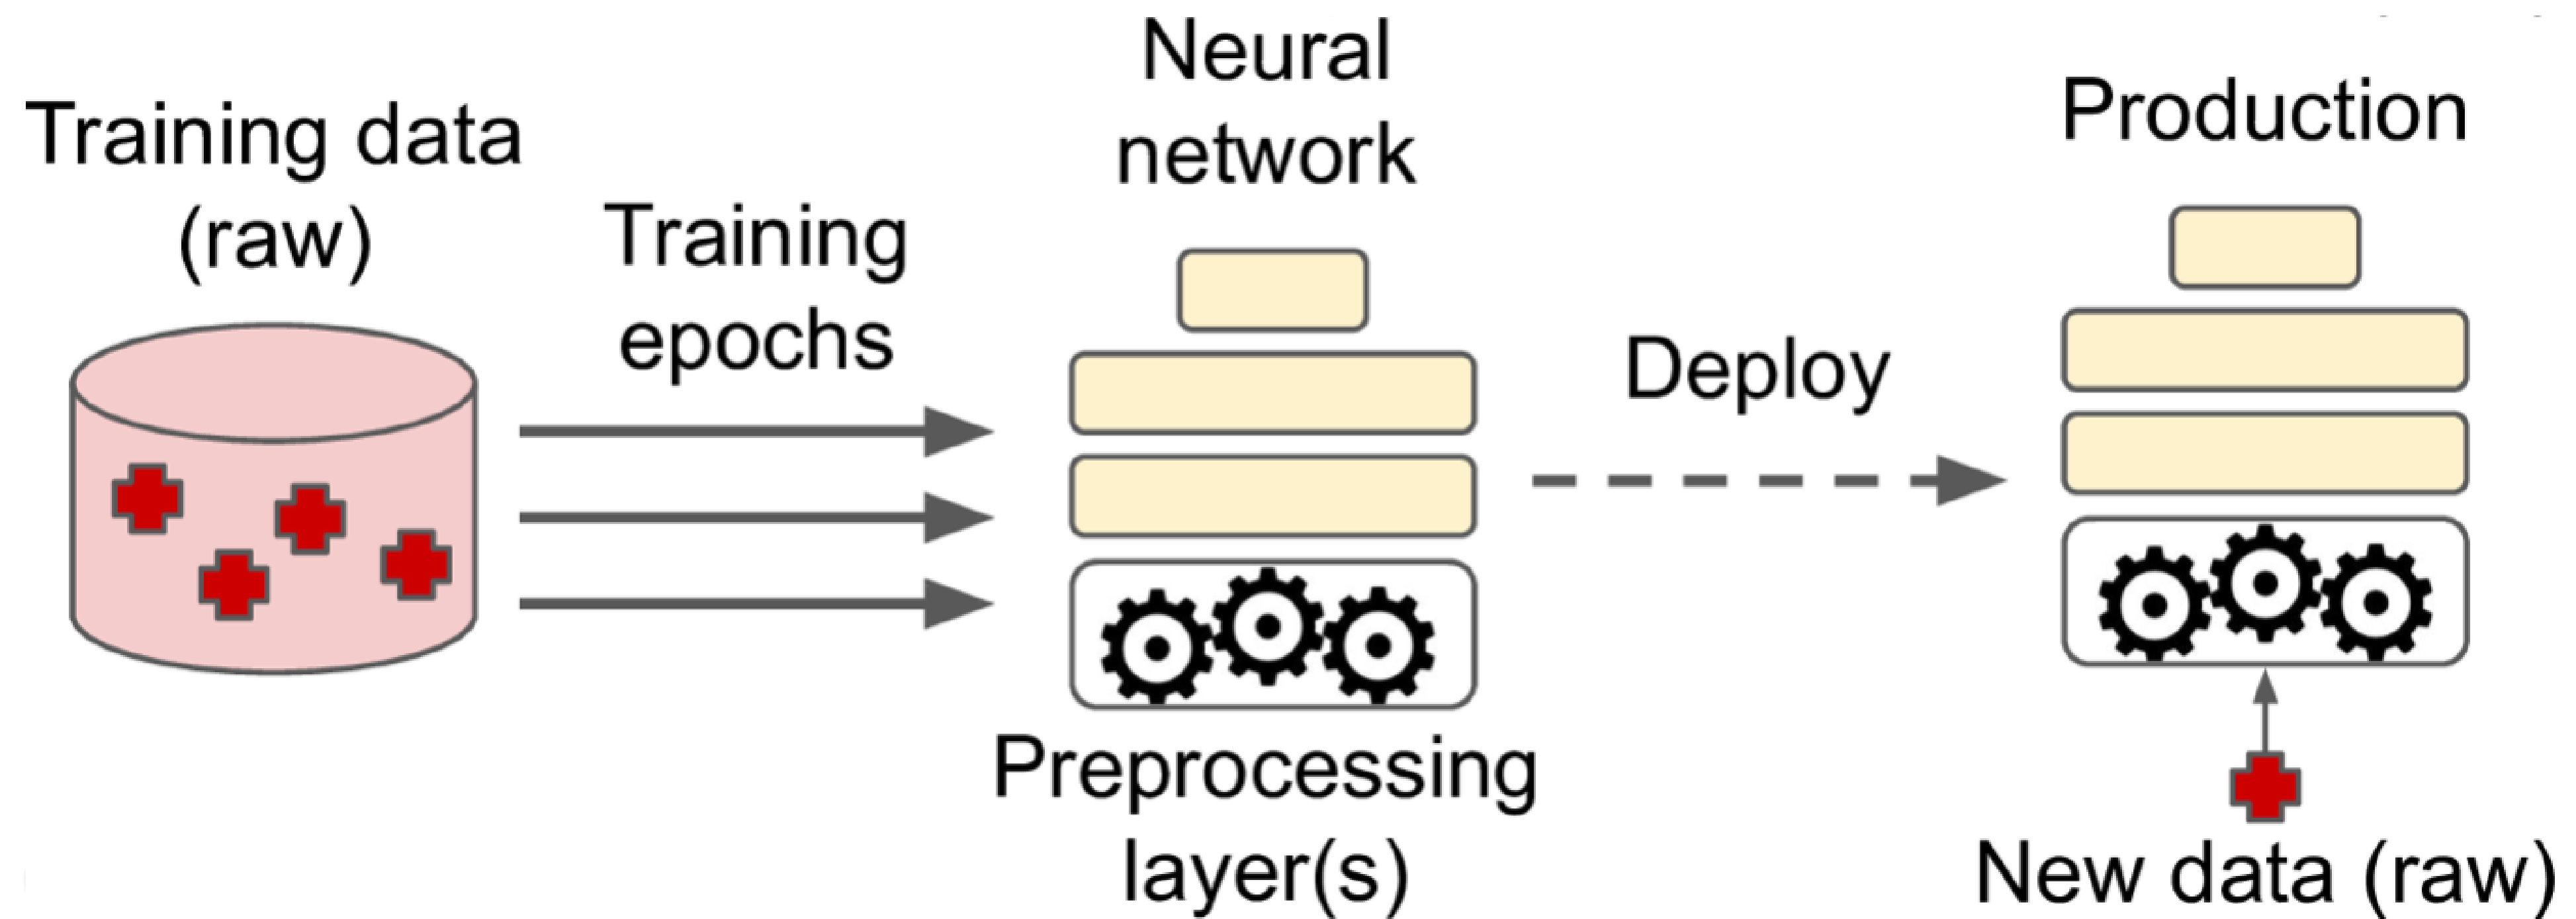 Training data
(raw)
Training
epochs
Neural
network
Preprocessing
layer(s)
Deploy
Production
New data (raw)